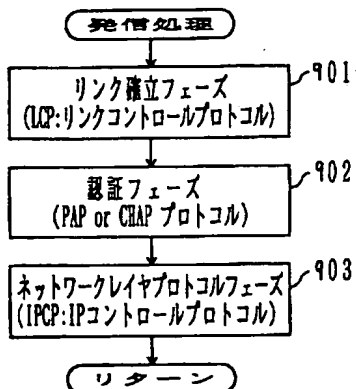 発信処理
リンク確立フェーズ
(LCP:リンクコントロールプロトコル)
901
認証フェーズ
(PAP or CHAP プロトコル)
902
ネットワークレイヤプロトコルフェーズ
(IPCP:IPコントロールプロトコル)
903
リターン